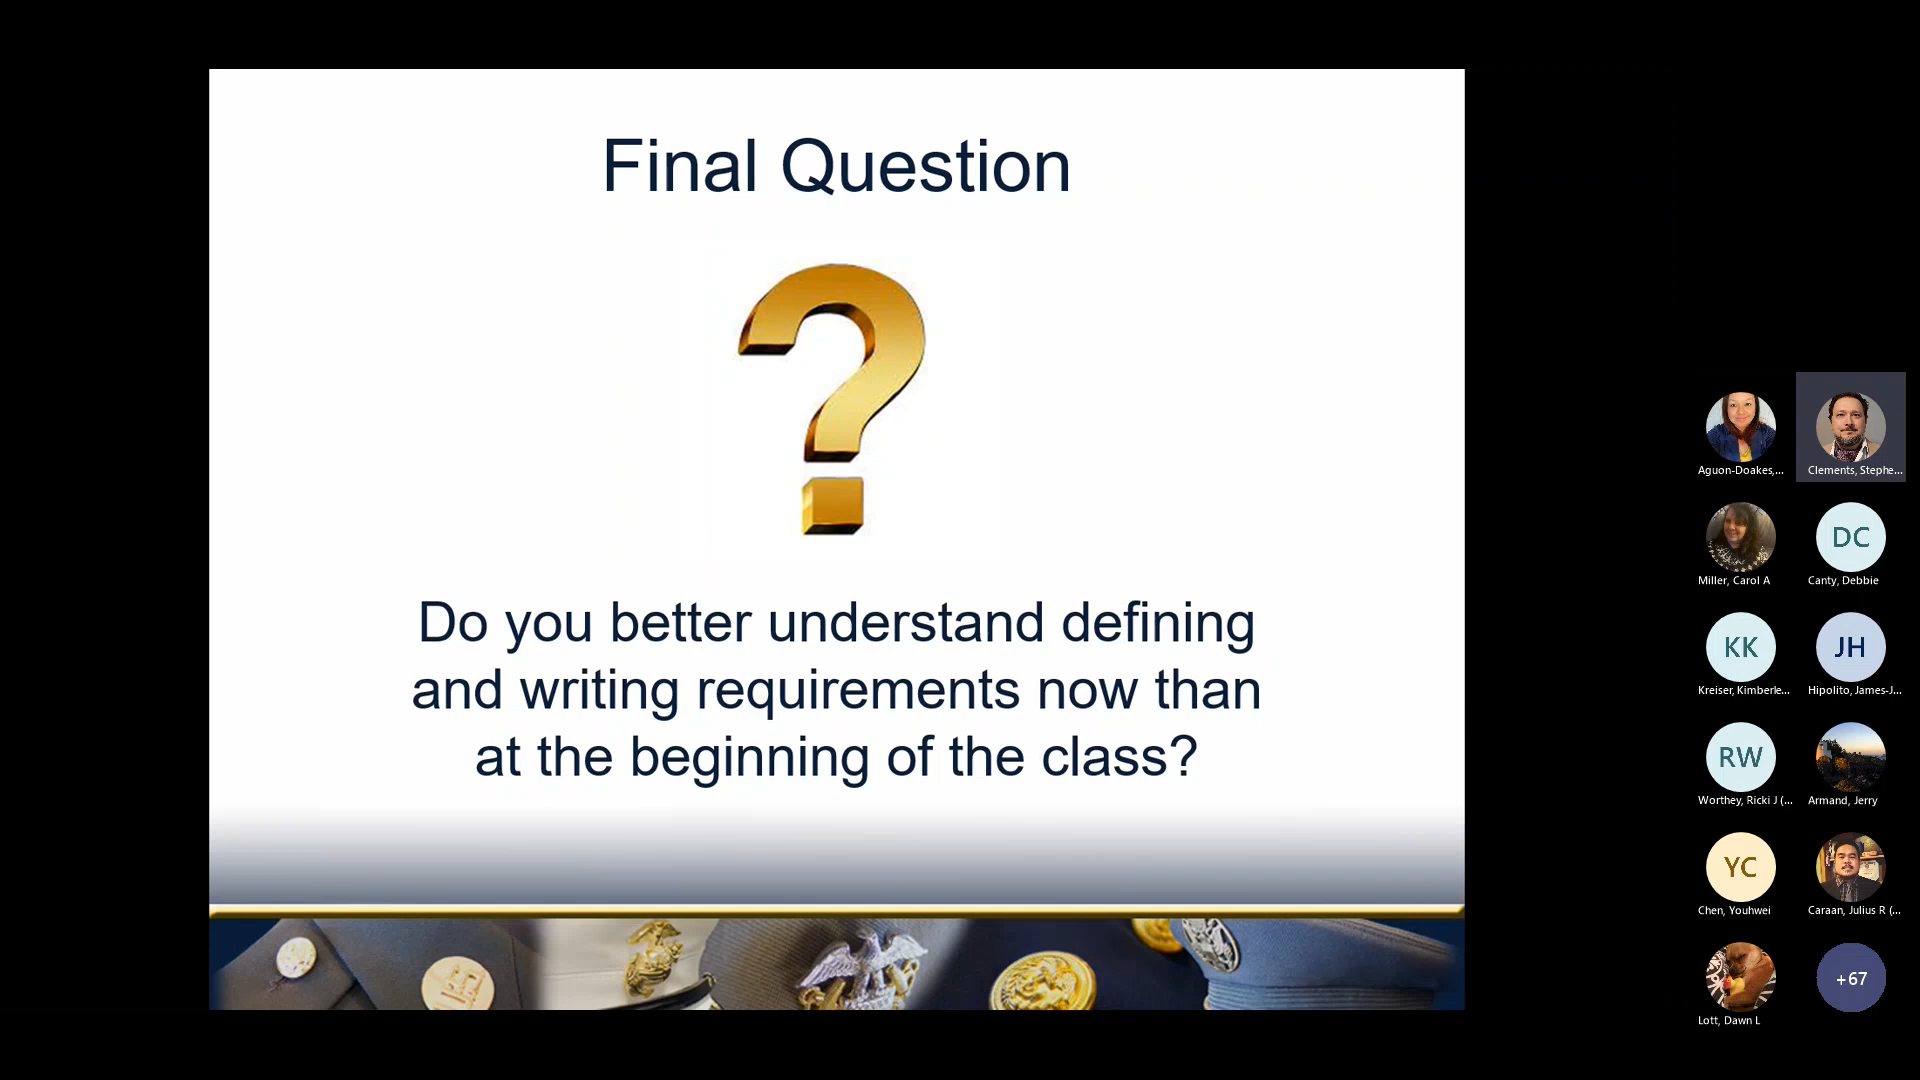 Final Question
?
Do you better understand defining
and writing requirements now than
at the beginning of the class?
Aguon-Doakes,...
Clements, Stephe...
Miller, Carol A
DC
Canty, Debbie
KK
Kreiser, Kimberle...
JH
Hipolito, James-J...
RW
Worthey, Ricki J (...
Armand, Jerry
YC
Chen, Youhwei
Caraan, Julius R (...
Lott, Dawn L
+67